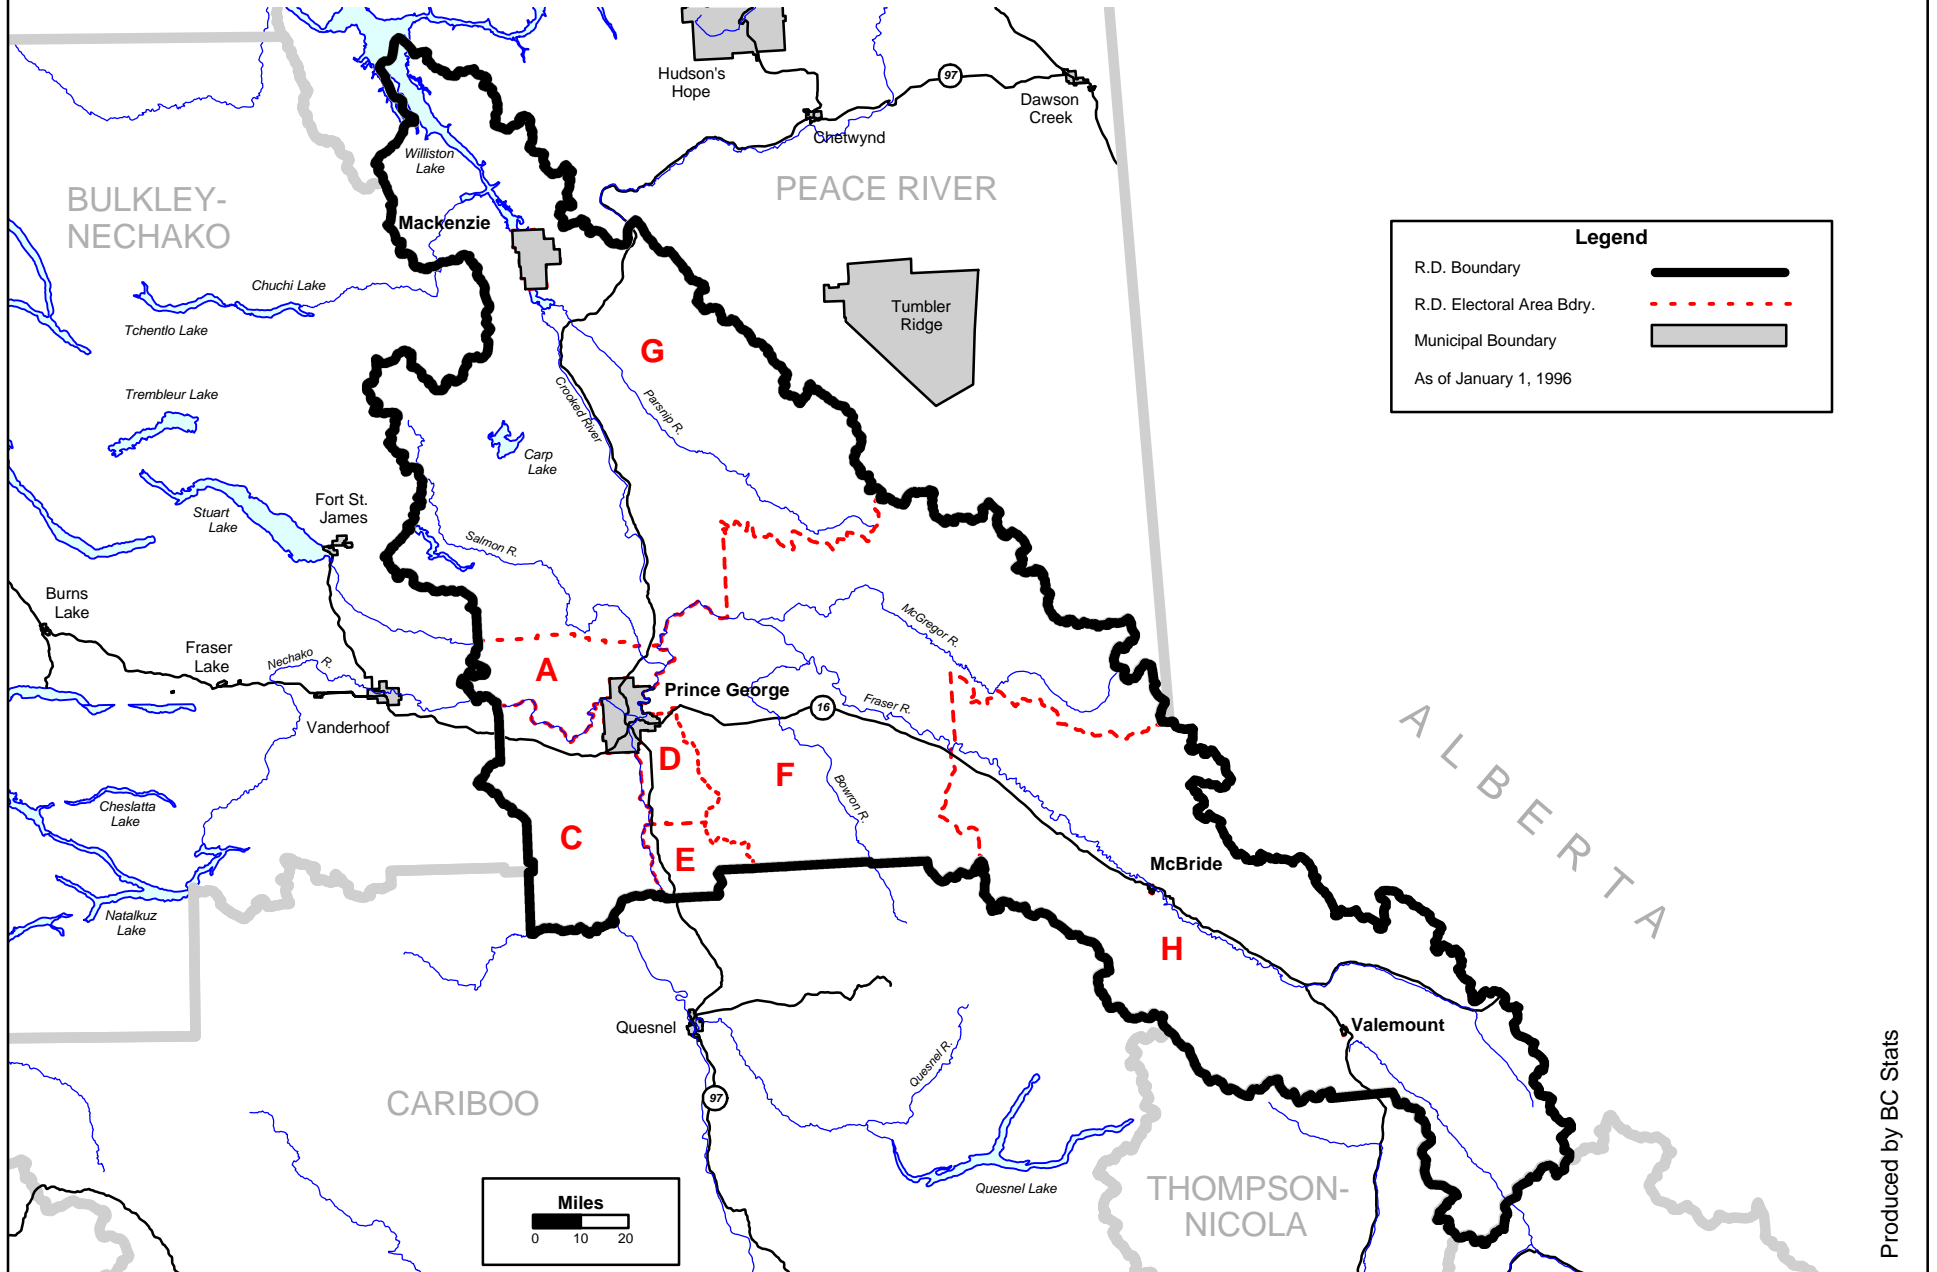 Hudson's
Hope
97
Dawson
Creek
Chetwynd
Williston
Lake
PEACE RIVER
BULKLEY-
NECHAKO
Mackenzie
Legend
R.D. Boundary
R.D. Electoral Area Bdry.
Municipal Boundary
As of January 1, 1996
Chuchi Lake
Tchentlo Lake
Tumbler
Ridge
G
Trembleur Lake
Crooked River
Parsnip R.
Carp
Lake
Stuart
Lake
Fort St.
James
Salmon R.
Burns
Lake
Fraser
Lake
Nechako
R.
McGregor R.
A
Prince George
16
Fraser R.
Vanderhoof
ALBERTA
D
F
Bowron R.
Cheslatta
Lake
C
E
McBride
Natalkuz
Lake
H
Quesnel
Valemount
Quesnel R.
97
CARIBOO
Quesnel Lake
THOMPSON-
NICOLA
Miles
0 10 20
Produced by BC Stats